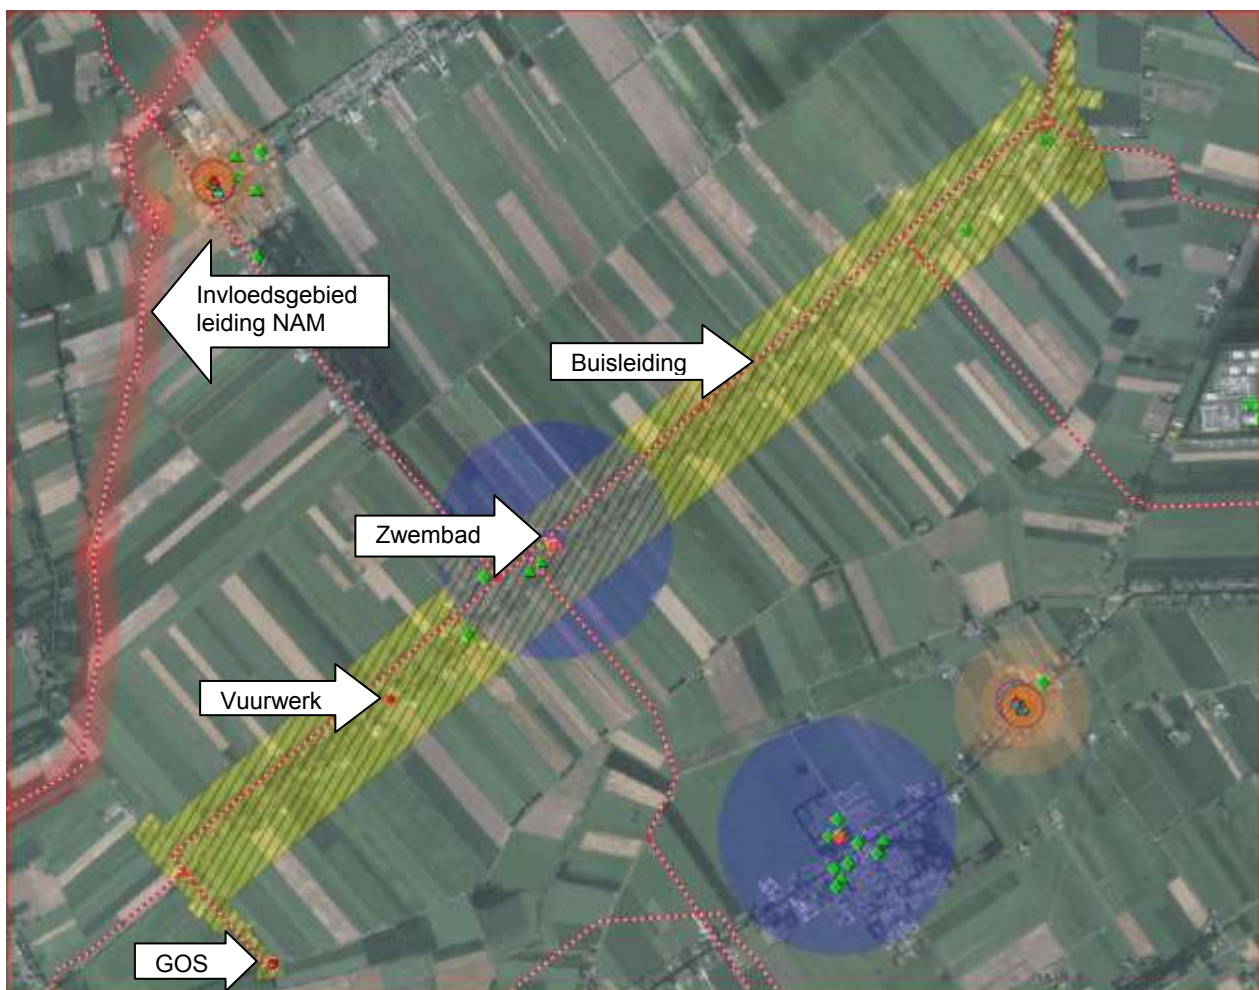 Invloedsgebied
leiding NAM
Buisleiding
Zwembad
Vuurwerk
GOS